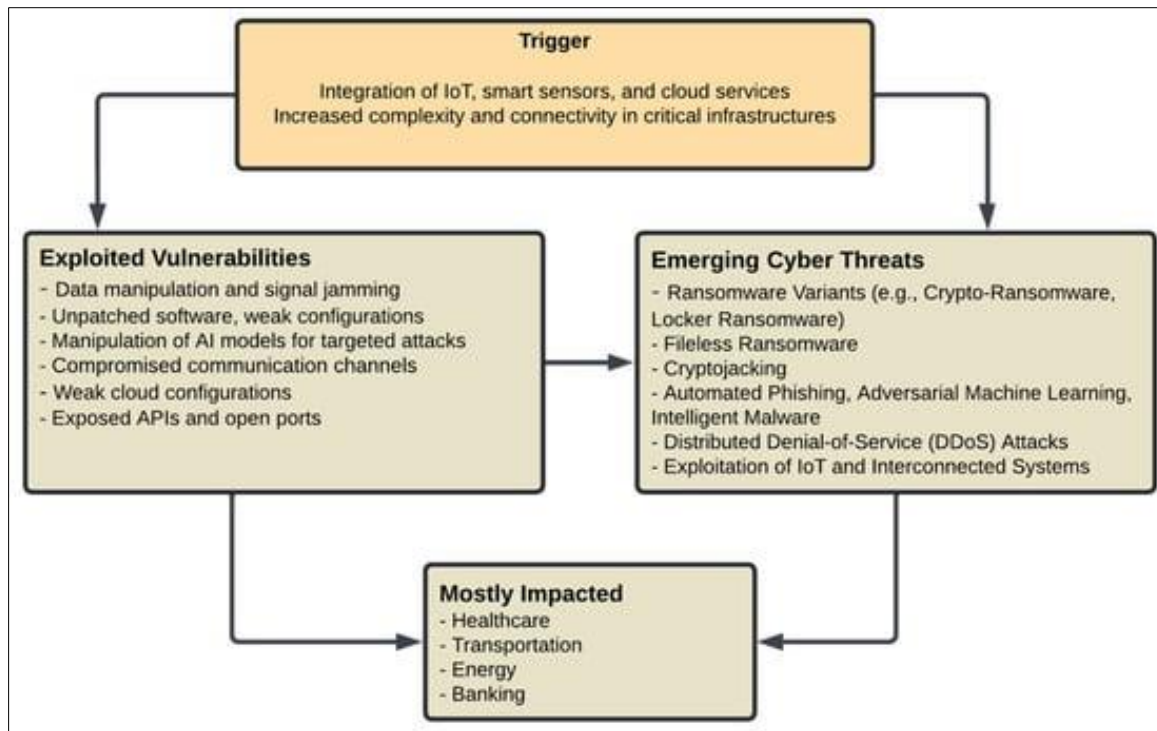 Trigger
Integration of IoT, smart sensors, and cloud services
Increased complexity and connectivity in critical infrastructures
Exploited Vulnerabilities
- Data manipulation and signal jamming
- Unpatched software, weak configurations
- Manipulation of AI models for targeted attacks
- Compromised communication channels
- Weak cloud configurations
- Exposed APIs and open ports
Emerging Cyber Threats
- Ransomware Variants (e.g., Crypto-Ransomware,
Locker Ransomware)
- Fileless Ransomware
- Cryptojacking
- Automated Phishing, Adversarial Machine Learning,
Intelligent Malware
- Distributed Denial-of-Service (DDoS) Attacks
- Exploitation of IoT and Interconnected Systems
Mostly Impacted
- Healthcare
- Transportation
- Energy
- Banking